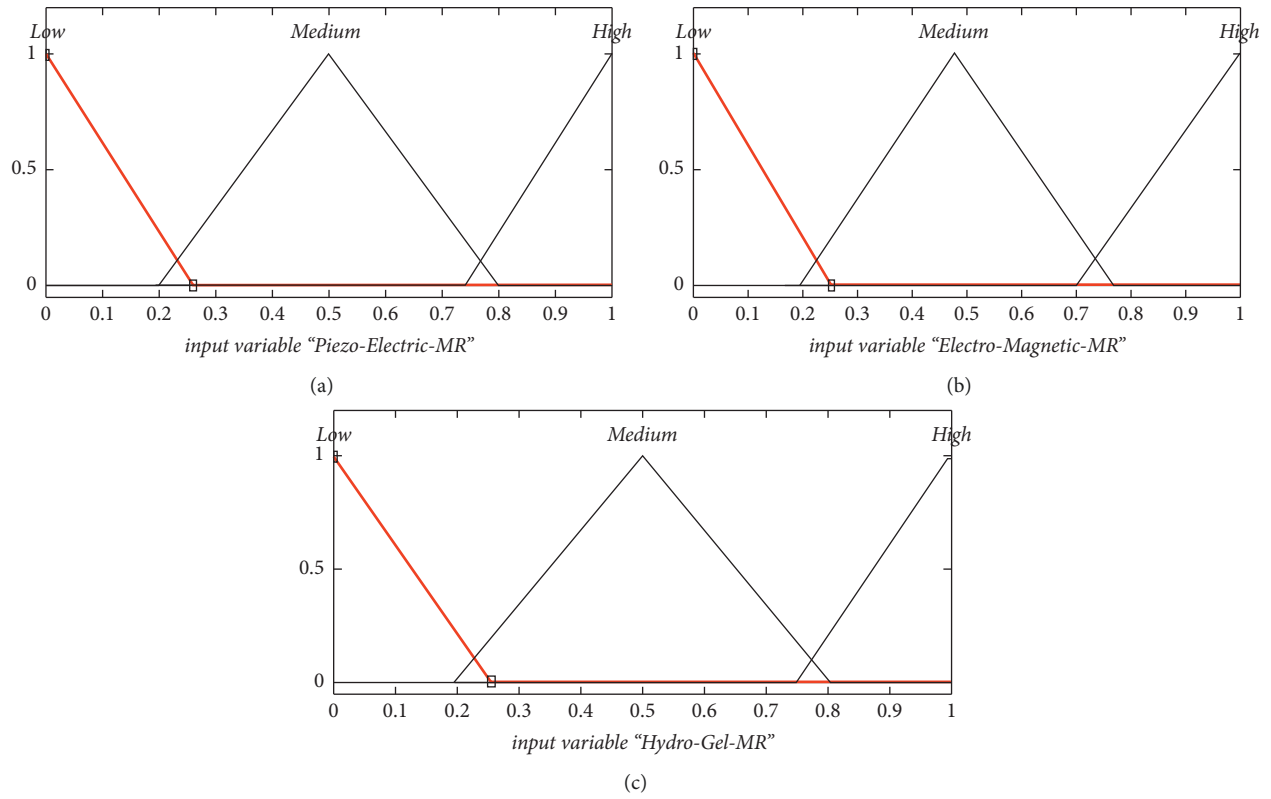 Low Medium High
1
0.5
0
0 0.1 0.2 0.3 0.4 0.5 0.6 0.7 0.8 0.9 1
input variable “Piezo-Electric-MR”
(a)
Low Medium High
1
0.5
0
0 0.1 0.2 0.3 0.4 0.5 0.6 0.7 0.8 0.9 1
input variable “Electro-Magnetic-MR”
(b)
Low Medium High
1
0.5
0
0 0.1 0.2 0.3 0.4 0.5 0.6 0.7 0.8 0.9 1
input variable “Hydro-Gel-MR”
(c)